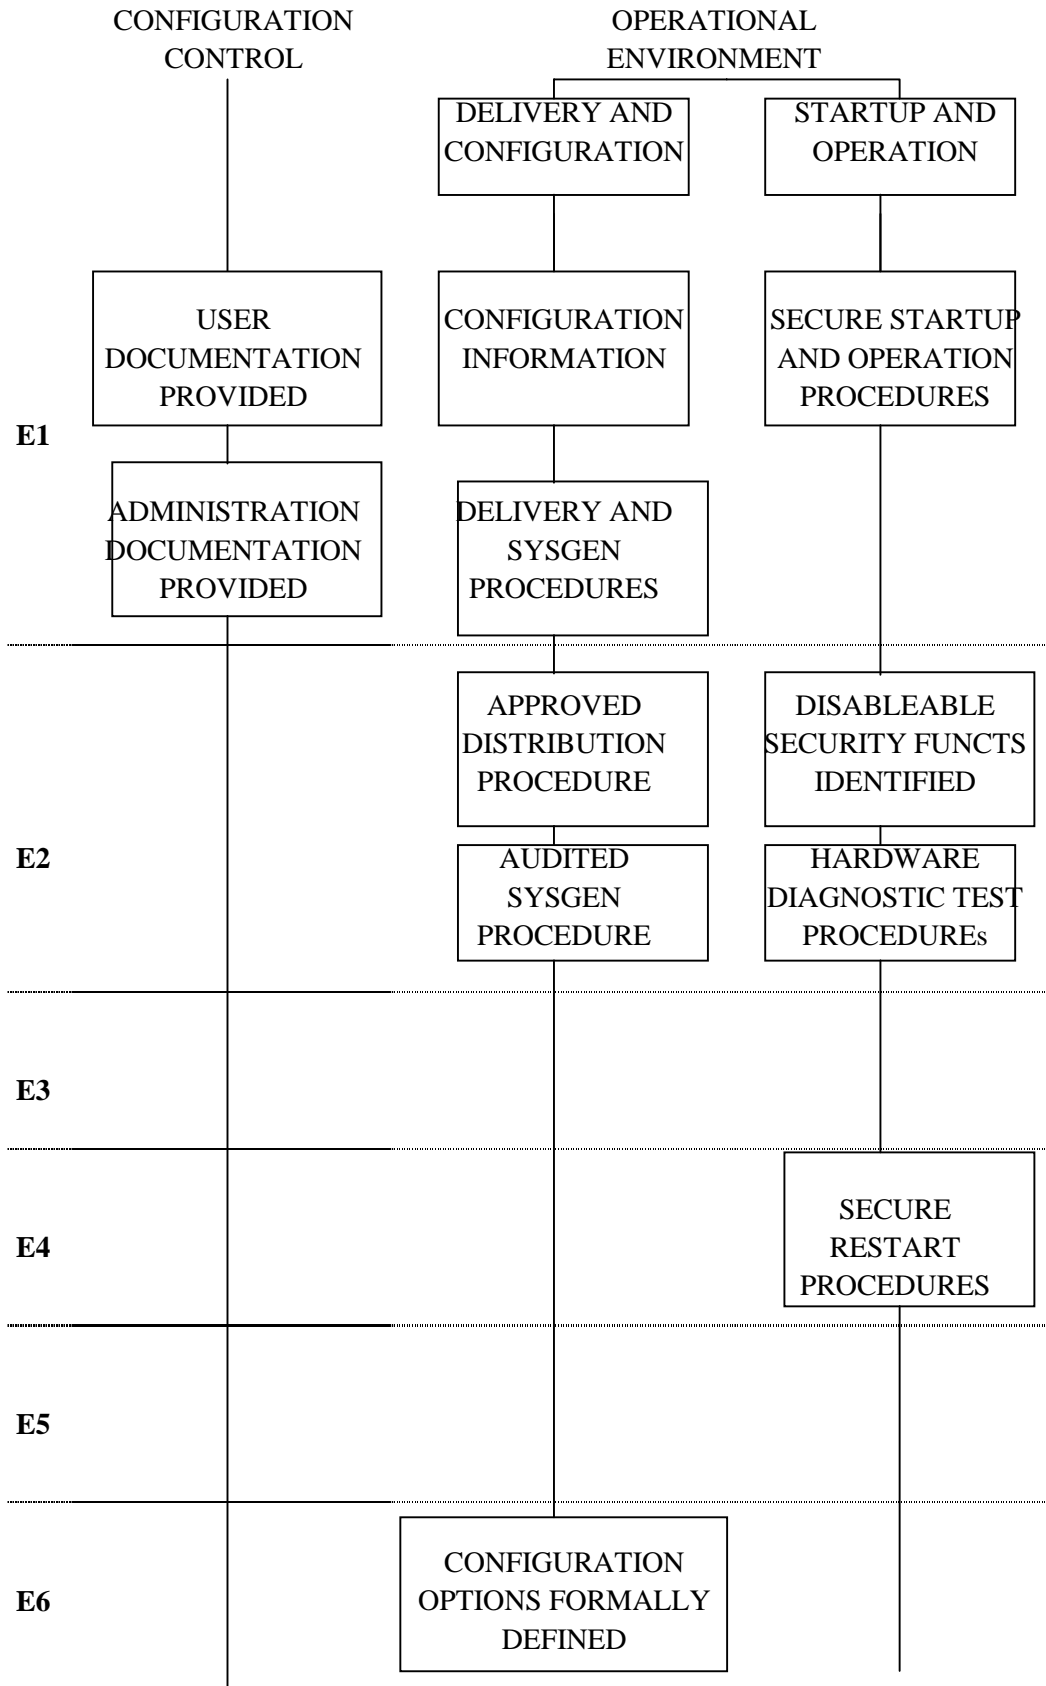 CONFIGURATION
CONTROL
OPERATIONAL
ENVIRONMENT
DELIVERY AND
CONFIGURATION
STARTUP AND
OPERATION
E1
USER
DOCUMENTATION
PROVIDED
CONFIGURATION
INFORMATION
SECURE STARTUP
AND OPERATION
PROCEDURES
ADMINISTRATION
DOCUMENTATION
PROVIDED
DELIVERY AND
SYSGEN
PROCEDURES
E2
APPROVED
DISTRIBUTION
PROCEDURE
DISABLEABLE
SECURITY FUNCTS
IDENTIFIED
AUDITED
SYSGEN
PROCEDURE
HARDWARE
DIAGNOSTIC TEST
PROCEDUREs
E3
E4
SECURE
RESTART
PROCEDURES
E5
E6
CONFIGURATION
OPTIONS FORMALLY
DEFINED